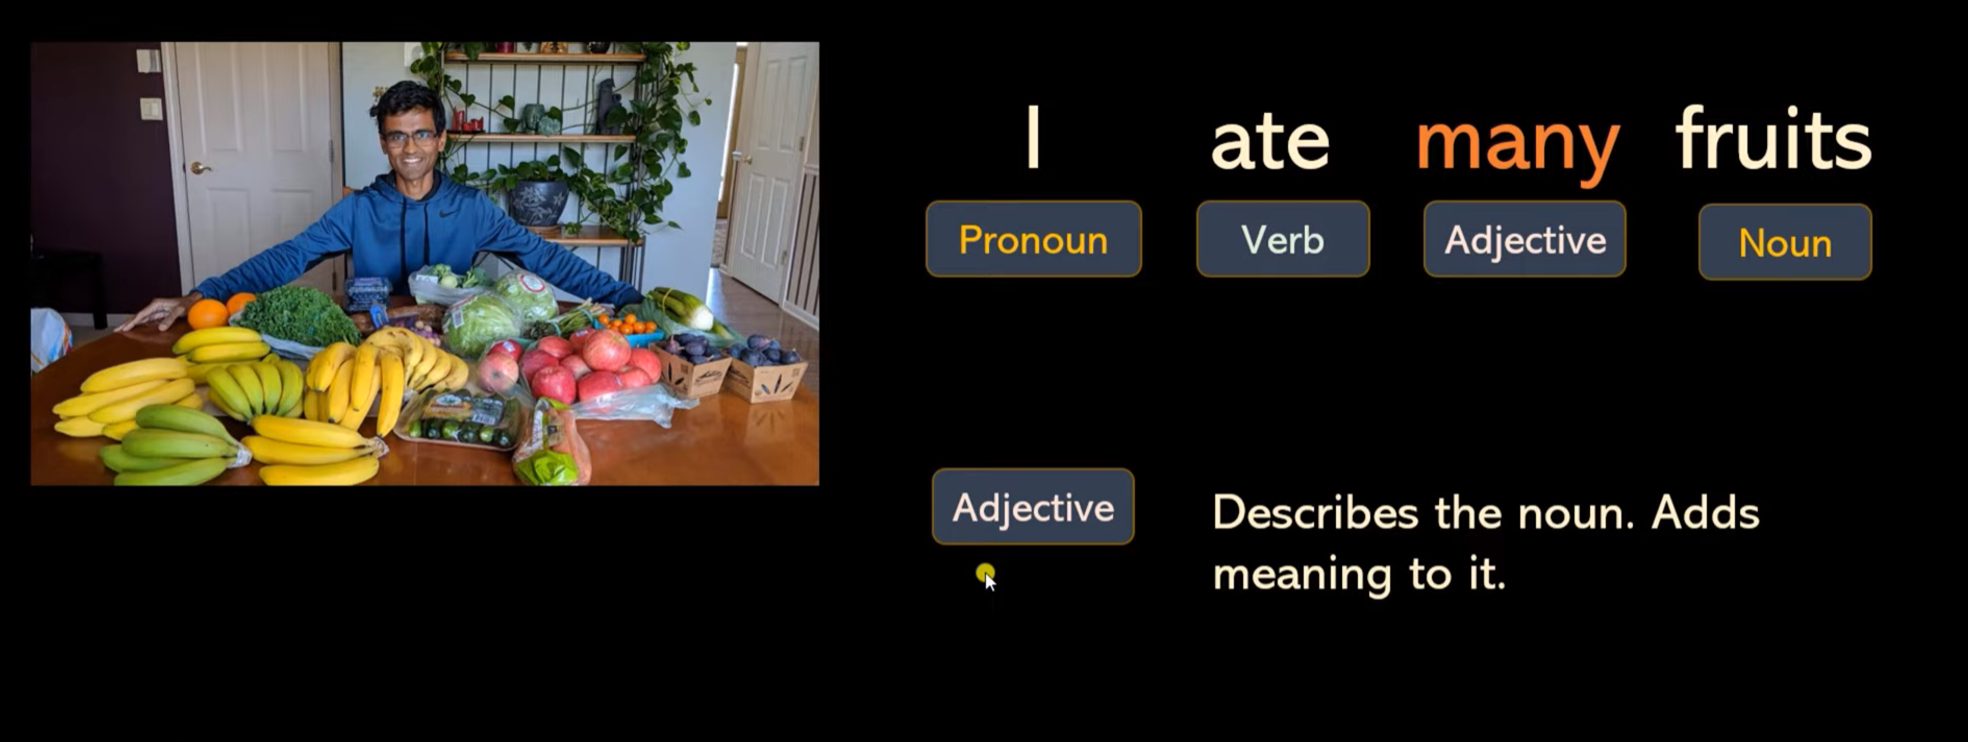 I ate many fruits
Pronoun Verb Adjective Noun
Adjective
Describes the noun. Adds
meaning to it.